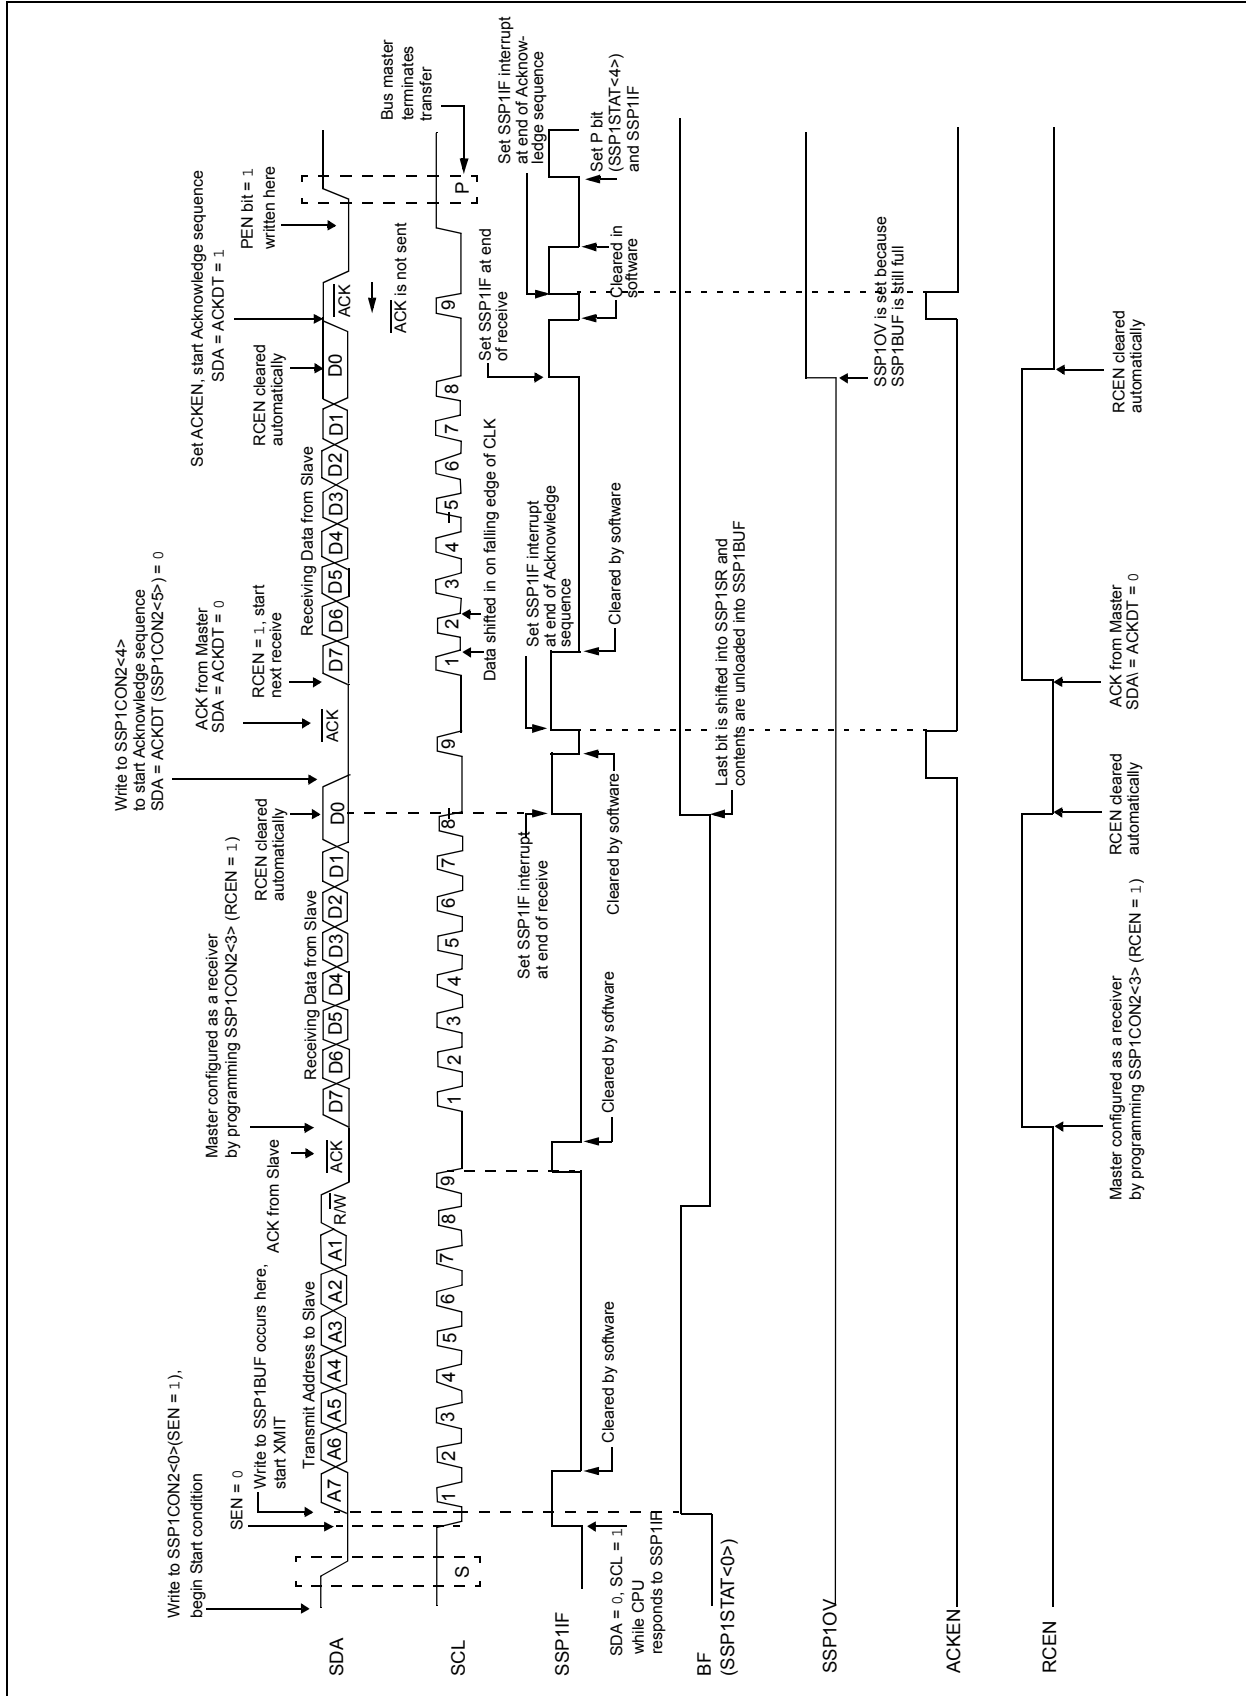 Write to SSP1CON2<0>(SEN = 1),
begin Start condition
SEN = 0
Write to SSP1BUF occurs here,
start XMIT
ACK from Slave
Master configured as a receiver
by programming SSP1CON2<3> (RCEN = 1)
RCEN cleared
automatically
Write to SSP1CON2<4>
to start Acknowledge sequence
SDA = ACKDT (SSP1CON2<5>) = 0
ACK from Master
SDA = ACKDT = 0
RCEN = 1, start
next receive
RCEN cleared
automatically
Set ACKEN, start Acknowledge sequence
SDA = ACKDT = 1
PEN bit = 1
written here
Transmit Address to Slave
Receiving Data from Slave
Receiving Data from Slave
SDA
A7 A6 A5 A4 A3 A2 A1 R/W ACK
D7 D6 D5 D4 D3 D2 D1 D0 ACK
D7 D6 D5 D4 D3 D2 D1 D0 ACK
ACK is not sent
Bus master
terminates
transfer
SCL
S
1 2 3 4 5 6 7 8 9
1 2 3 4 5 6 7 8 9
1 2 3 4 5 6 7 8 9
P
Data shifted in on falling edge of CLK
Set SSP1IF interrupt
at end of receive
Set SSP1IF interrupt
at end of Acknowledge
sequence
Set SSP1IF at end
of receive
Set SSP1IF interrupt
at end of Acknow-
ledge sequence
SSP1IF
SDA = 0, SCL = 1
while CPU
responds to SSP1IF
Cleared by software
Cleared by software
Cleared by software
Cleared by software
Cleared in
software
Set P bit
(SSP1STAT<4>)
and SSP1IF
BF
(SSP1STAT<0>)
Last bit is shifted into SSP1SR and
contents are unloaded into SSP1BUF
SSP1OV
SSP1OV is set because
SSP1BUF is still full
ACKEN
RCEN
Master configured as a receiver
by programming SSP1CON2<3> (RCEN = 1)
RCEN cleared
automatically
ACK from Master
SDA\ = ACKDT = 0
RCEN cleared
automatically